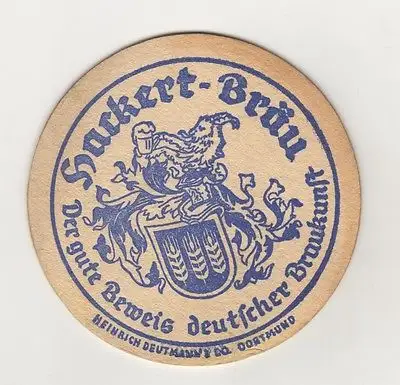 Hackert-Bräu
Der gute Beweis deutscher Braukunst
HEINRICH DEUTMANN & CO. DORTMUND